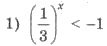 1) (1/3)^x < -1